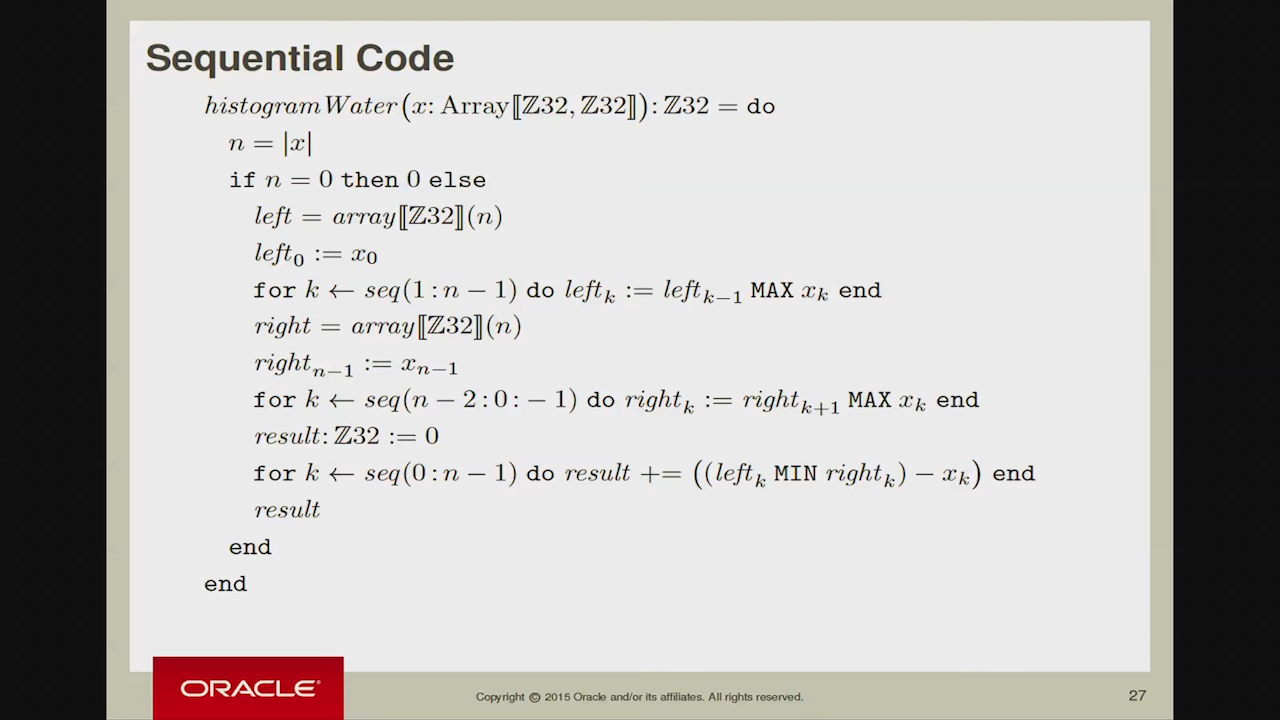 Sequential Code
histogramWater(x: Array⟦ℤ32, ℤ32⟧): ℤ32 = do
n = |x|
if n = 0 then 0 else
left = array⟦ℤ32⟧(n)
left₀ := x₀
for k ← seq(1 : n − 1) do leftₖ := leftₖ₋₁ MAX xₖ end
right = array⟦ℤ32⟧(n)
rightₙ₋₁ := xₙ₋₁
for k ← seq(n − 2 : 0 : − 1) do rightₖ := rightₖ₊₁ MAX xₖ end
result: ℤ32 := 0
for k ← seq(0 : n − 1) do result += ((leftₖ MIN rightₖ) − xₖ) end
result
end
end
ORACLE®
Copyright © 2015 Oracle and/or its affiliates. All rights reserved.
27